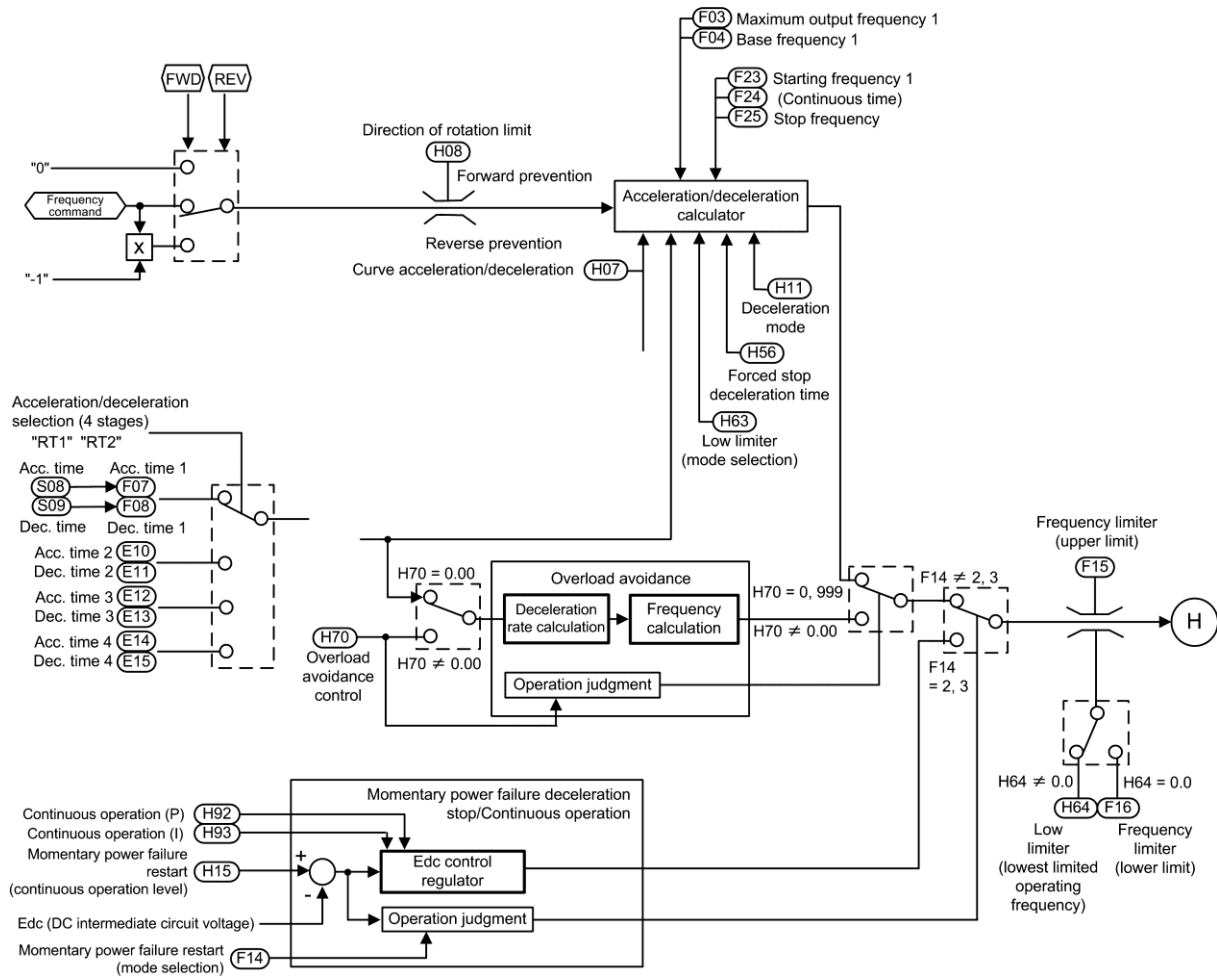 F03 Maximum output frequency 1
F04 Base frequency 1
FWD REV
F23 Starting frequency 1
F24 (Continuous time)
F25 Stop frequency
Direction of rotation limit
H08
"0"
Forward prevention
Frequency
command
Acceleration/deceleration
calculator
X
Reverse prevention
"-1"
Curve acceleration/deceleration H07
H11
Deceleration
mode
H56
Forced stop
deceleration time
H63
Low limiter
(mode selection)
Acceleration/deceleration
selection (4 stages)
"RT1" "RT2"
Acc. time Acc. time 1
S08 F07
S09 F08
Dec. time Dec. time 1
Acc. time 2 E10
Dec. time 2 E11
Acc. time 3 E12
Dec. time 3 E13
Acc. time 4 E14
Dec. time 4 E15
H70 = 0.00
H70 ≠ 0.00
H70
Overload
avoidance
control
Overload avoidance
Deceleration
rate calculation
Frequency
calculation
Operation judgment
H70 = 0, 999
H70 ≠ 0.00
F14 ≠ 2, 3
F14
= 2, 3
Frequency limiter
(upper limit)
F15
H
H64 ≠ 0.0 H64 = 0.0
H64 F16
Low
limiter
(lowest limited
operating
frequency)
Frequency
limiter
(lower limit)
Momentary power failure deceleration
stop/Continuous operation
Continuous operation (P) H92
Continuous operation (I) H93
Momentary power failure
restart
(continuous operation level)
H15
+
-
Edc control
regulator
Edc (DC intermediate circuit voltage)
Operation judgment
Momentary power failure restart
(mode selection)
F14